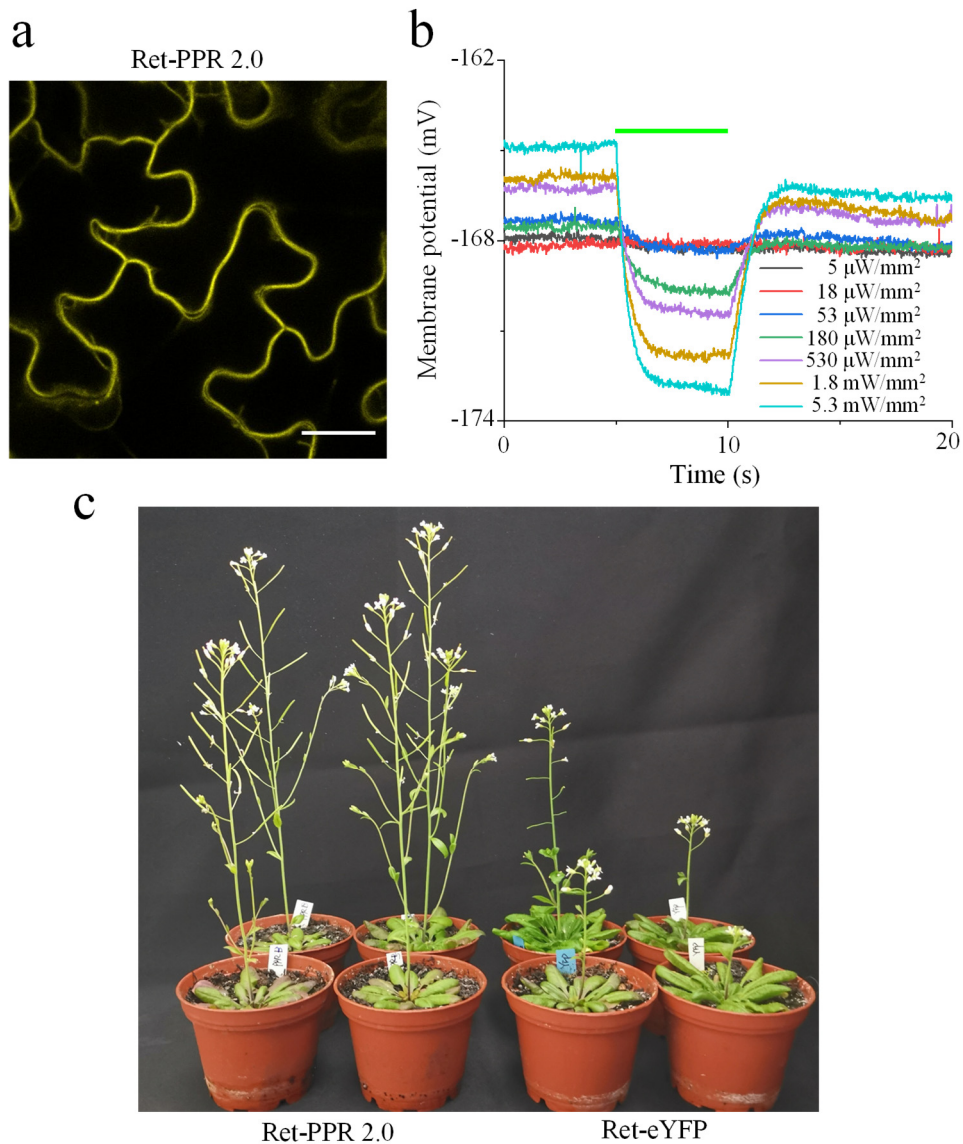 a
Ret-PPR 2.0
b
-162
-168
-174
Membrane potential (mV)
5 μW/mm²
18 μW/mm²
53 μW/mm²
180 μW/mm²
530 μW/mm²
1.8 mW/mm²
5.3 mW/mm²
0
10
20
Time (s)
c
YFP
YFP
Ret-PPR 2.0
Ret-eYFP